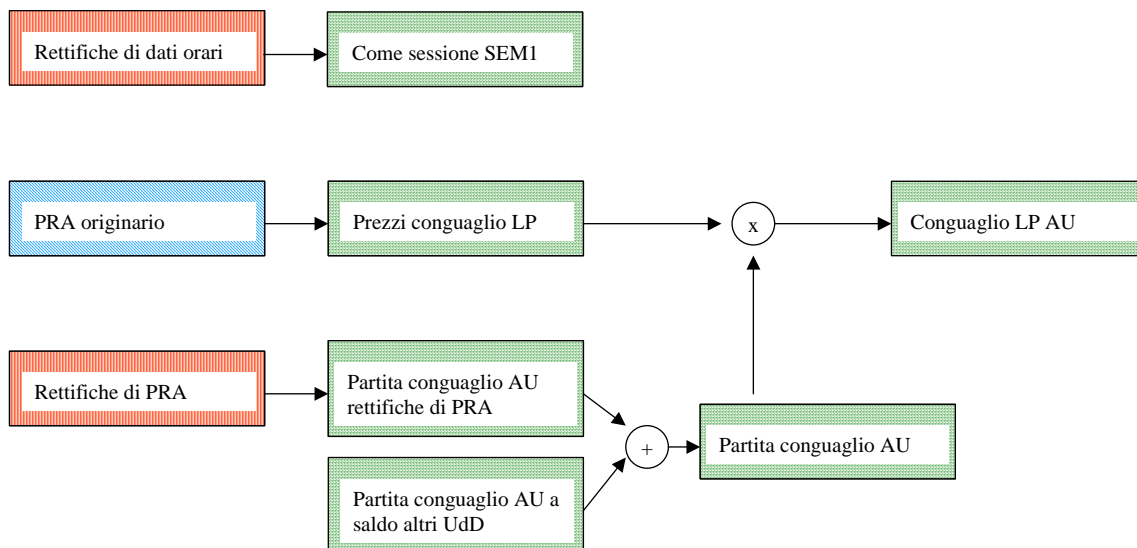 Rettifiche di dati orari
Come sessione SEM1
PRA originario
Prezzi conguaglio LP
x
Conguaglio LP AU
Rettifiche di PRA
Partita conguaglio AU
rettifiche di PRA
+
Partita conguaglio AU
Partita conguaglio AU a
saldo altri UdD